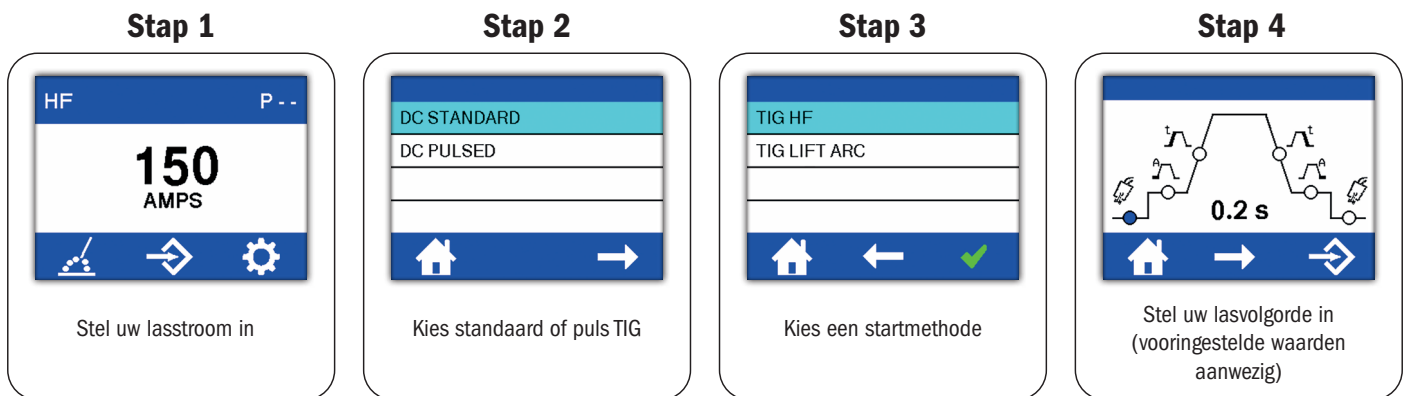 Stap 1
HF P - -
150
AMPS
Stel uw lasstroom in
Stap 2
DC STANDARD
DC PULSED
Kies standaard of puls TIG
Stap 3
TIG HF
TIG LIFT ARC
Kies een startmethode
Stap 4
t t
A A
0.2 s
Stel uw lasvolgorde in
(vooringestelde waarden
aanwezig)